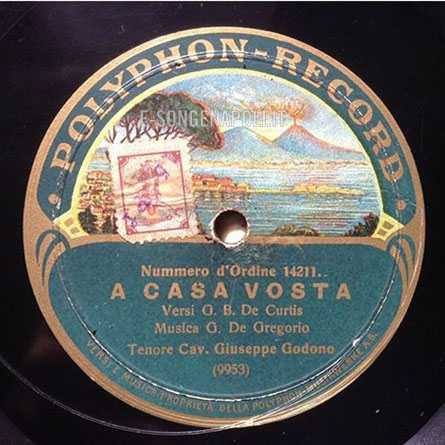 POLYPHON-RECORD
E-SONGENAPOLI.IT
Nummero d'Ordine 14211.
A CASA VOSTA
Versi G. B. De Curtis
Musica G. De Gregorio
Tenore Cav. Giuseppe Godono
(9953)
VERSI E MUSICA PROPRIETÀ DELLA POLYPHON-MUSIKWERKE A.G.